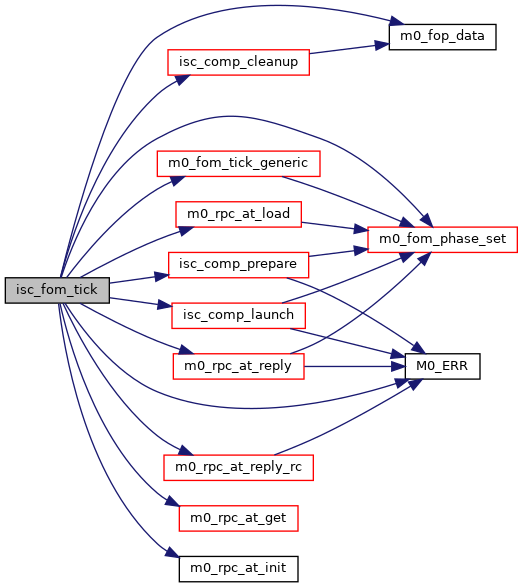 m0_fop_data
isc_comp_cleanup
m0_fom_tick_generic
m0_rpc_at_load
m0_fom_phase_set
isc_comp_prepare
isc_fom_tick
isc_comp_launch
m0_rpc_at_reply
M0_ERR
m0_rpc_at_reply_rc
m0_rpc_at_get
m0_rpc_at_init